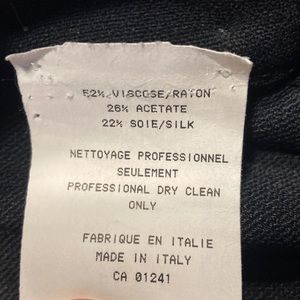 52% VISCOSE/RAYON
26% ACETATE
22% SOIE/SILK
NETTOYAGE PROFESSIONNEL
SEULEMENT
PROFESSIONAL DRY CLEAN
ONLY
FABRIQUE EN ITALIE
MADE IN ITALY
CA 01241